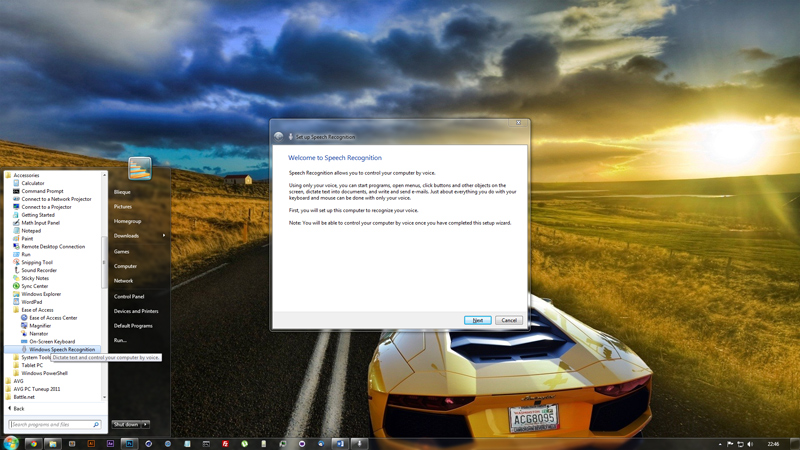 Set up Speech Recognition
Welcome to Speech Recognition
Speech Recognition allows you to control your computer by voice.
Using only your voice, you can start programs, open menus, click buttons and other objects on the
screen, dictate text into documents, and write and send e-mails. Just about everything you do with your
keyboard and mouse can be done with only your voice.
First, you will set up this computer to recognize your voice.
Note: You will be able to control your computer by voice once you have completed this setup wizard.
Next
Cancel
Accessories
Calculator
Command Prompt
Connect to a Network Projector
Connect to a Projector
Getting Started
Math Input Panel
Notepad
Paint
Remote Desktop Connection
Run
Snipping Tool
Sound Recorder
Sticky Notes
Sync Center
Windows Explorer
WordPad
Ease of Access
Ease of Access Center
Magnifier
Narrator
On-Screen Keyboard
Windows Speech Recognition
System Tools
Dictate text and control your computer by voice.
Tablet PC
Windows PowerShell
AVG
AVG PC Tuneup 2011
Battle.net
Back
Search programs and files
Blieque
Pictures
Homegroup
Downloads
Games
Computer
Network
Control Panel
Devices and Printers
Default Programs
Run...
Shut down
ACG8095
22:46